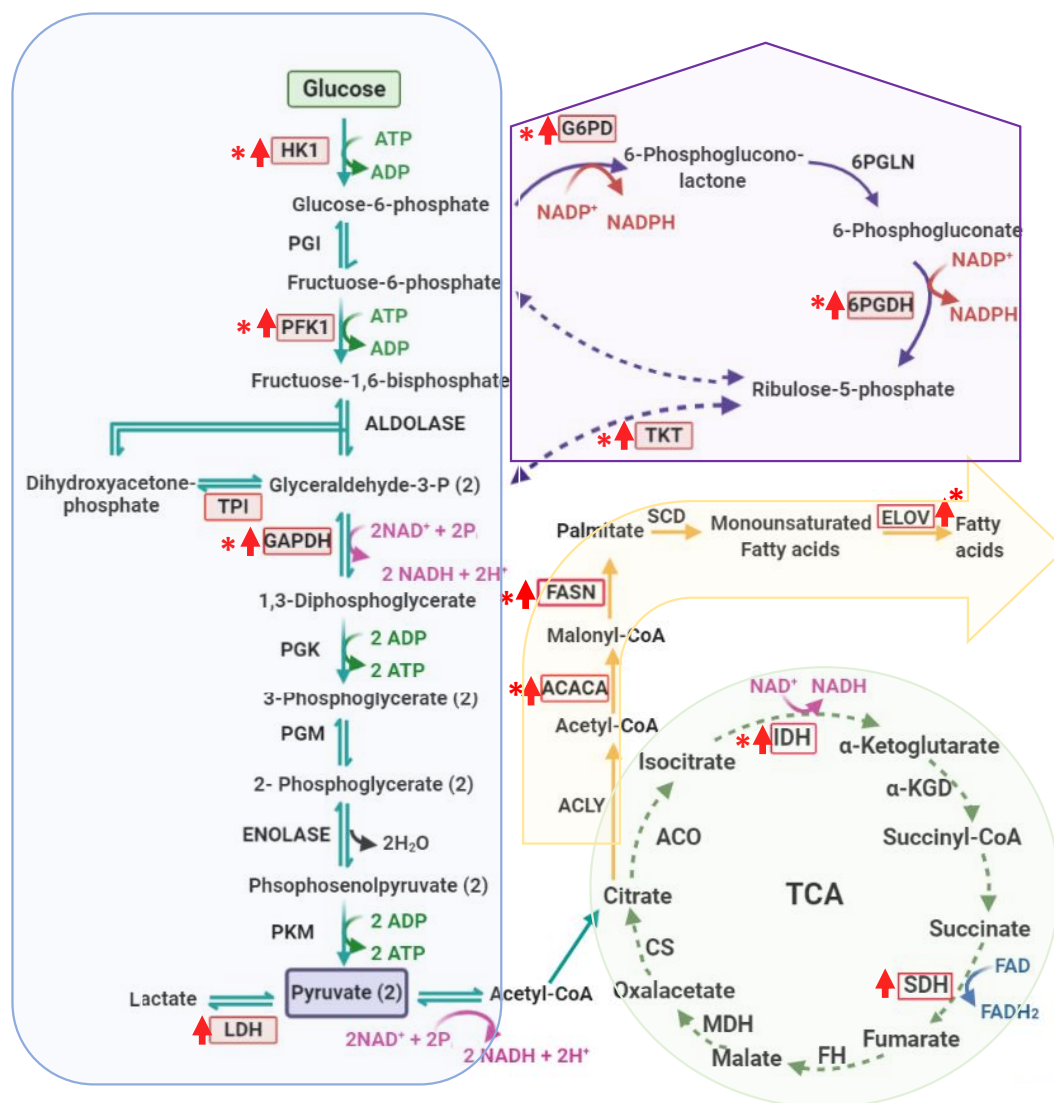 Glucose
* HK1
ATP
ADP
Glucose-6-phosphate
PGI
Fructuose-6-phosphate
* PFK1
ATP
ADP
Fructuose-1,6-bisphosphate
ALDOLASE
Dihydroxyacetone-
phosphate
TPI
Glyceraldehyde-3-P (2)
* GAPDH
2NAD⁺ + 2Pᵢ
2 NADH + 2H⁺
1,3-Diphosphoglycerate
PGK
2 ADP
2 ATP
3-Phosphoglycerate (2)
PGM
2- Phosphoglycerate (2)
ENOLASE
2H₂O
Phsophosenolpyruvate (2)
PKM
2 ADP
2 ATP
Lactate
LDH
Pyruvate (2)
Acetyl-CoA
2NAD⁺ + 2Pᵢ
2 NADH + 2H⁺
* G6PD
6-Phosphoglucono-
lactone
NADP⁺
NADPH
6PGLN
6-Phosphogluconate
NADP⁺
* 6PGDH
NADPH
Ribulose-5-phosphate
* TKT
Palmitate
SCD
Monounsaturated
Fatty acids
ELOV *
Fatty
acids
* FASN
Malonyl-CoA
* ACACA
Acetyl-CoA
ACLY
NAD⁺ NADH
* IDH
Isocitrate
α-Ketoglutarate
α-KGD
ACO
Succinyl-CoA
Citrate
TCA
Succinate
CS
SDH
FAD
FADH₂
Oxalacetate
MDH
Fumarate
Malate
FH